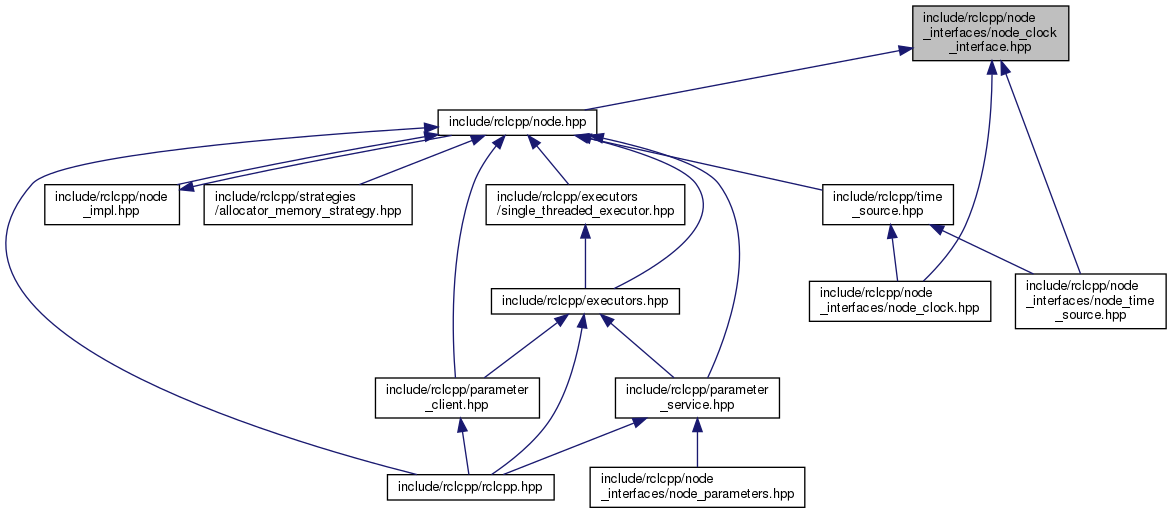 include/rclcpp/node
_interfaces/node_clock
_interface.hpp
include/rclcpp/node.hpp
include/rclcpp/node
_impl.hpp
include/rclcpp/strategies
/allocator_memory_strategy.hpp
include/rclcpp/executors
/single_threaded_executor.hpp
include/rclcpp/time
_source.hpp
include/rclcpp/executors.hpp
include/rclcpp/node
_interfaces/node_clock.hpp
include/rclcpp/node
_interfaces/node_time
_source.hpp
include/rclcpp/parameter
_client.hpp
include/rclcpp/parameter
_service.hpp
include/rclcpp/rclcpp.hpp
include/rclcpp/node
_interfaces/node_parameters.hpp